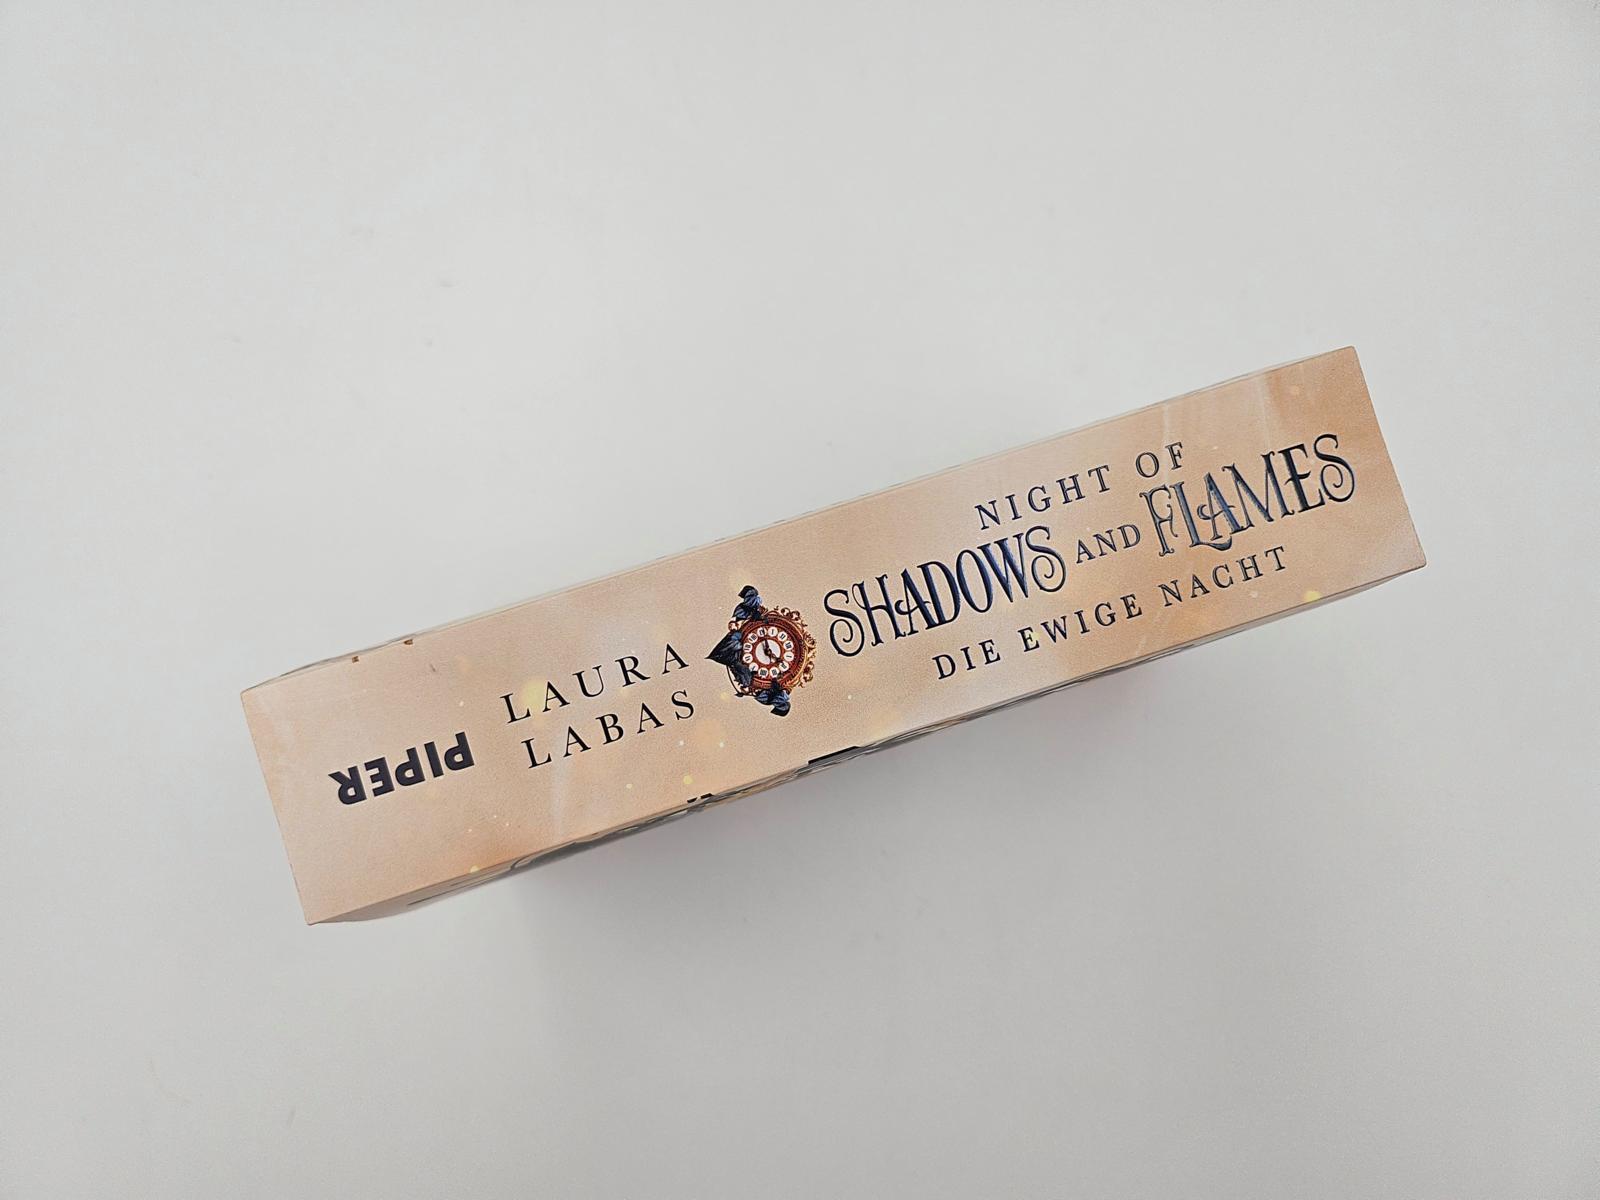 LAURA
LABAS
NIGHT OF
SHADOWS AND FLAMES
DIE EWIGE NACHT
PIPER